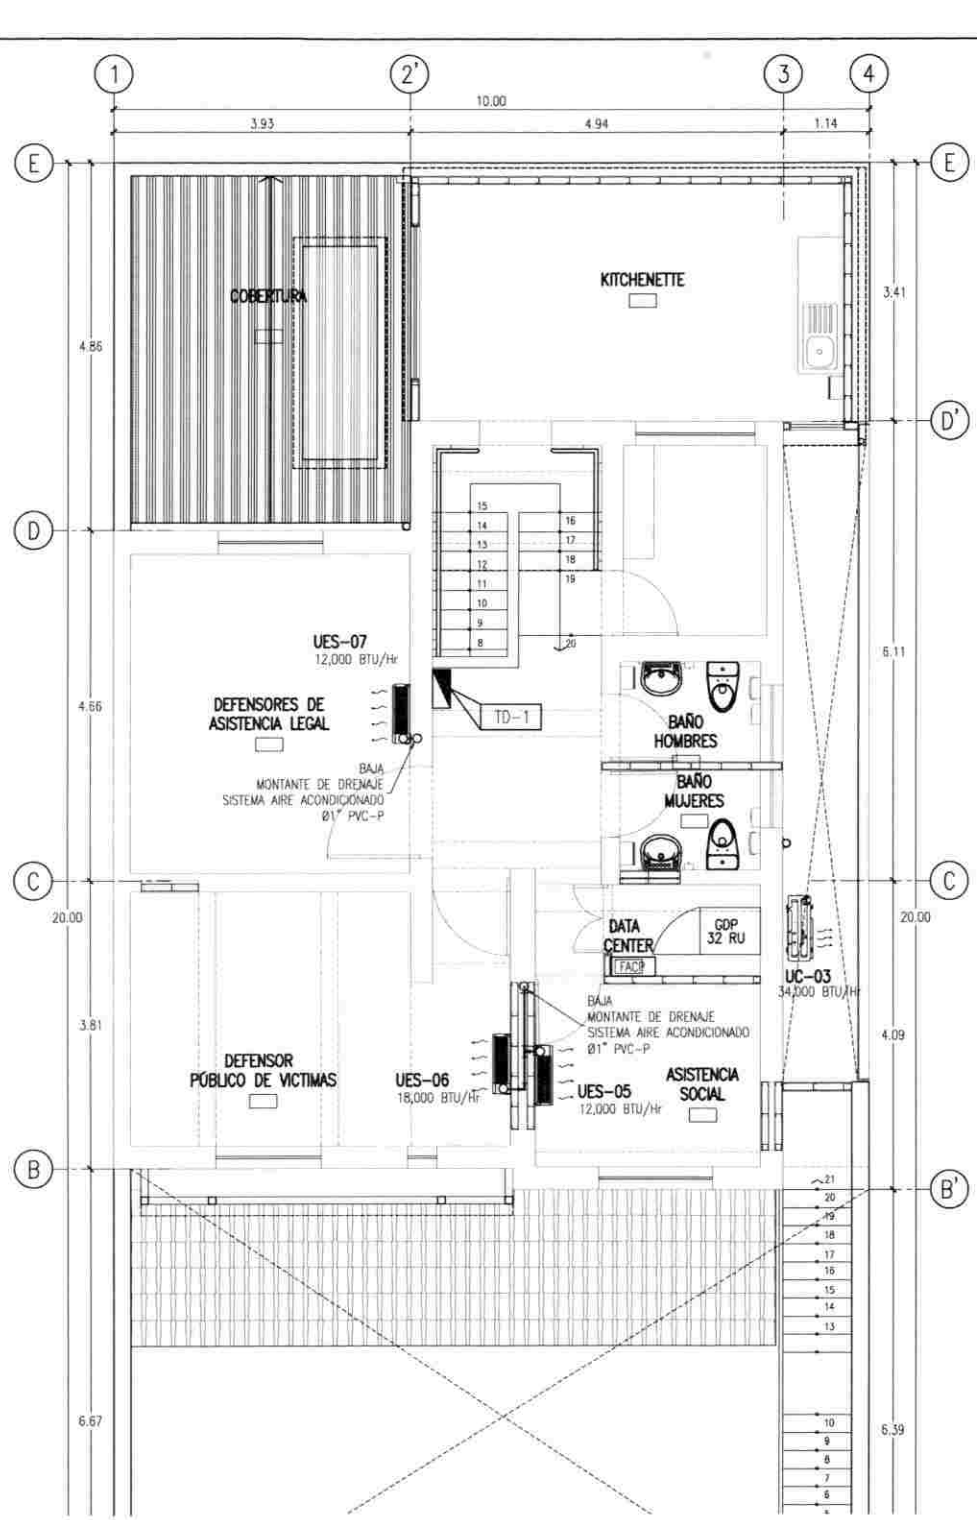 1
2'
3
4
10.00
3.93
4.94
1.14
E
E
KITCHENETTE
COBERTURA
3.41
4.86
D'
D
15
14
13
12
11
10
9
8
16
17
18
19
20
UES-07
12,000 BTU/Hr
6.11
4.66
DEFENSORES DE
ASISTENCIA LEGAL
TD-1
BAÑO
HOMBRES
BAJA
MONTANTE DE DRENAJE
SISTEMA AIRE ACONDICIONADO
Ø1" PVC-P
BAÑO
MUJERES
C
C
20.00
20.00
DATA
CENTER
GDP
32 RU
FACP
UC-03
34,000 BTU/Hr
BAJA
MONTANTE DE DRENAJE
SISTEMA AIRE ACONDICIONADO
Ø1" PVC-P
3.81
4.09
DEFENSOR
PÚBLICO DE VICTIMAS
UES-06
18,000 BTU/Hr
UES-05
12,000 BTU/Hr
ASISTENCIA
SOCIAL
B
B'
21
20
19
18
17
16
15
14
13
10
9
8
7
6
6.67
6.39